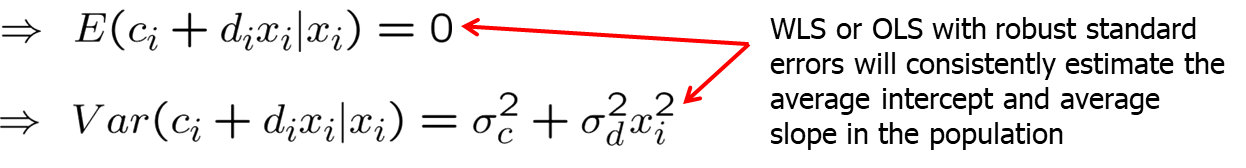 ⇒ E(c_i + d_i x_i|x_i) = 0
⇒ Var(c_i + d_i x_i|x_i) = σ_c^2 + σ_d^2 x_i^2
WLS or OLS with robust standard
errors will consistently estimate the
average intercept and average
slope in the population